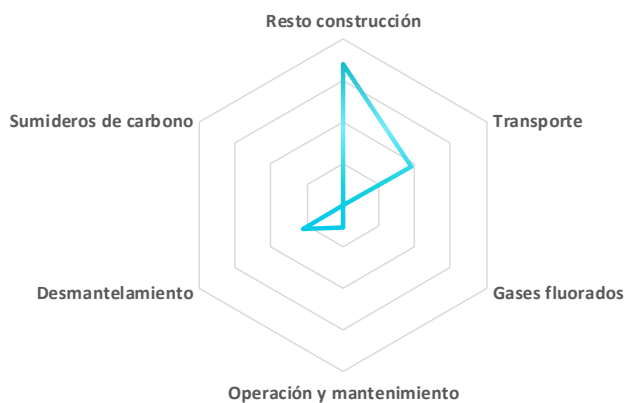 Resto construcción
Sumideros de carbono
Transporte
Desmantelamiento
Gases fluorados
Operación y mantenimiento